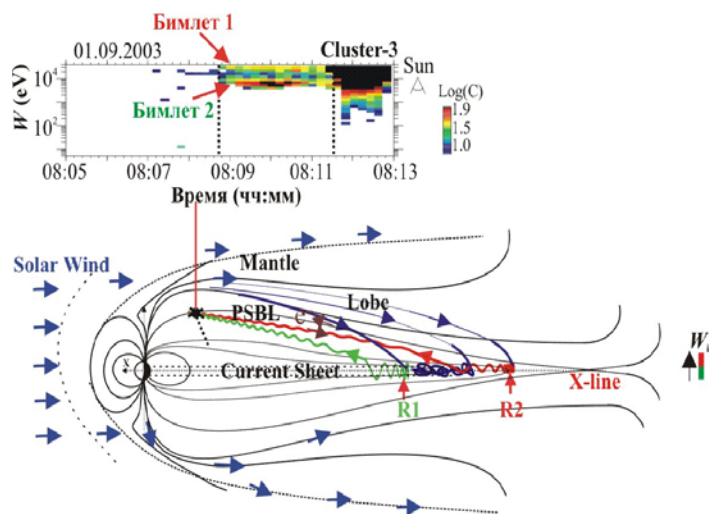 Бимлет 1
01.09.2003
Cluster-3
Sun
W (eV)
10⁴
10²
Log(C)
1.9
1.5
1.0
Бимлет 2
08:05 08:07 08:09 08:11 08:13
Время (чч:мм)
Solar Wind
Mantle
Lobe
PSBL
e
Current Sheet
X-line
R1
R2